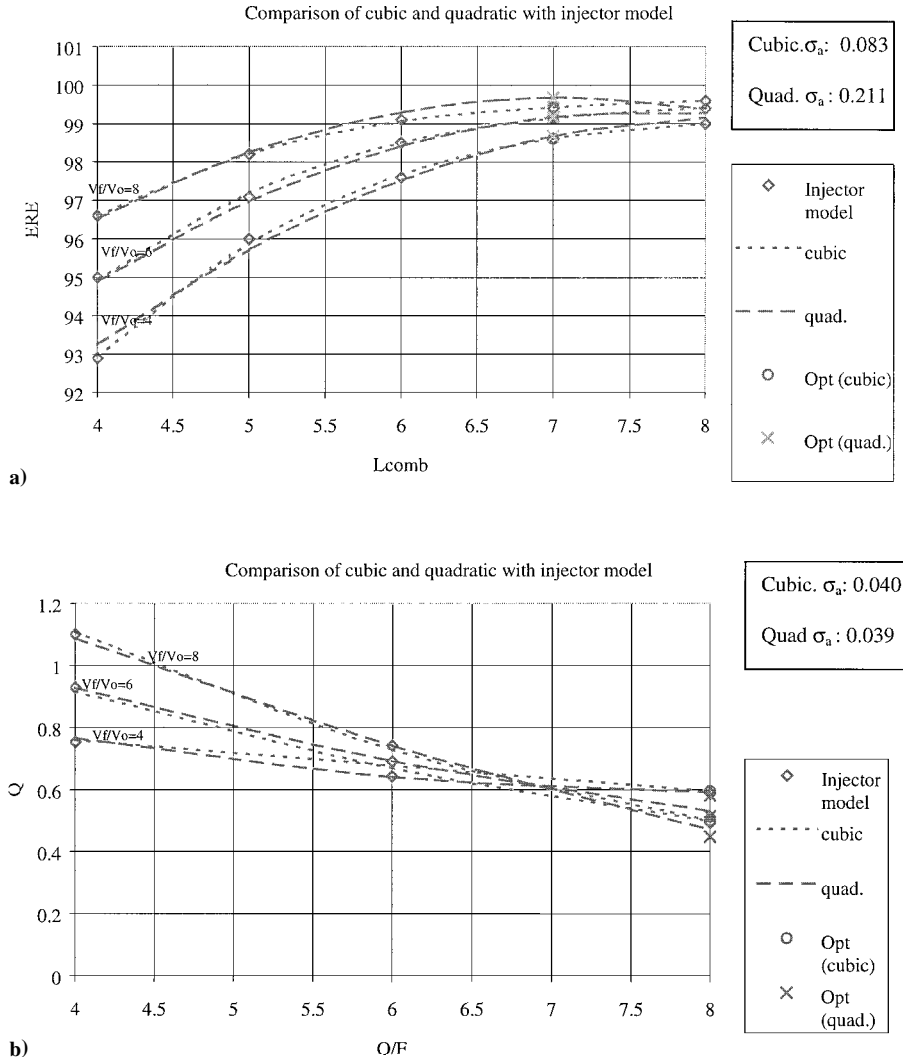 Comparison of cubic and quadratic with injector model
Cubic.σa: 0.083
Quad. σa: 0.211
101
100
99
98
97
96
95
94
93
92
ERE
Vf/Vo=8
Vf/Vo=6
Vf/Vo=4
4
4.5
5
5.5
6
6.5
7
7.5
8
Lcomb
Injector
model
cubic
quad.
Opt (cubic)
Opt (quad.)
a)
Comparison of cubic and quadratic with injector model
Cubic. σa: 0.040
Quad σa: 0.039
1.2
1
0.8
0.6
0.4
0.2
0
Q
Vf/Vo=8
Vf/Vo=6
Vf/Vo=4
4
4.5
5
5.5
6
6.5
7
7.5
8
O/F
Injector
model
cubic
quad.
Opt
(cubic)
Opt
(quad.)
b)